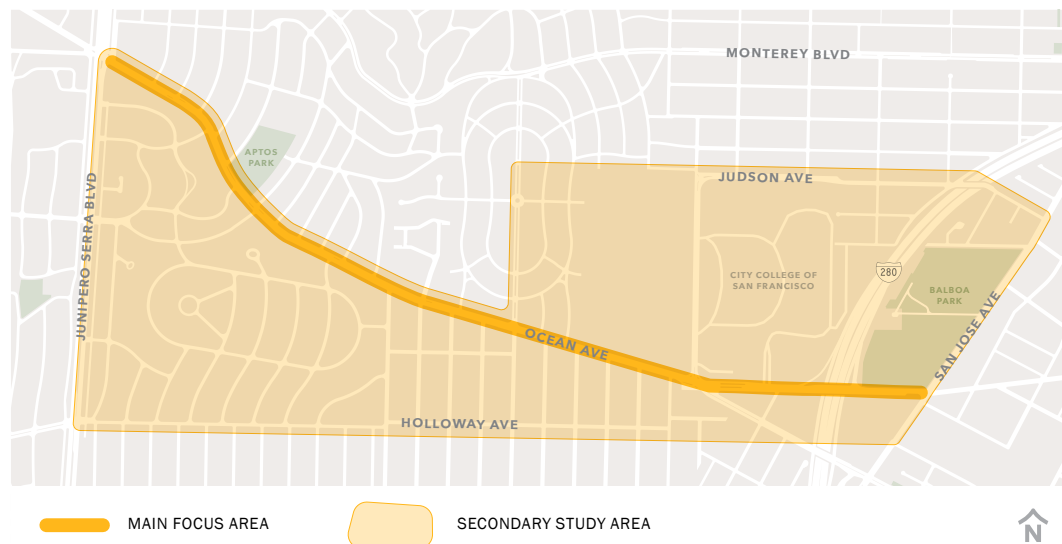 MONTEREY BLVD
APTOS
PARK
JUDSON AVE
JUNIPERO SERRA BLVD
CITY COLLEGE OF
SAN FRANCISCO
280
BALBOA
PARK
OCEAN AVE
SAN JOSE AVE
HOLLOWAY AVE
MAIN FOCUS AREA
SECONDARY STUDY AREA
N